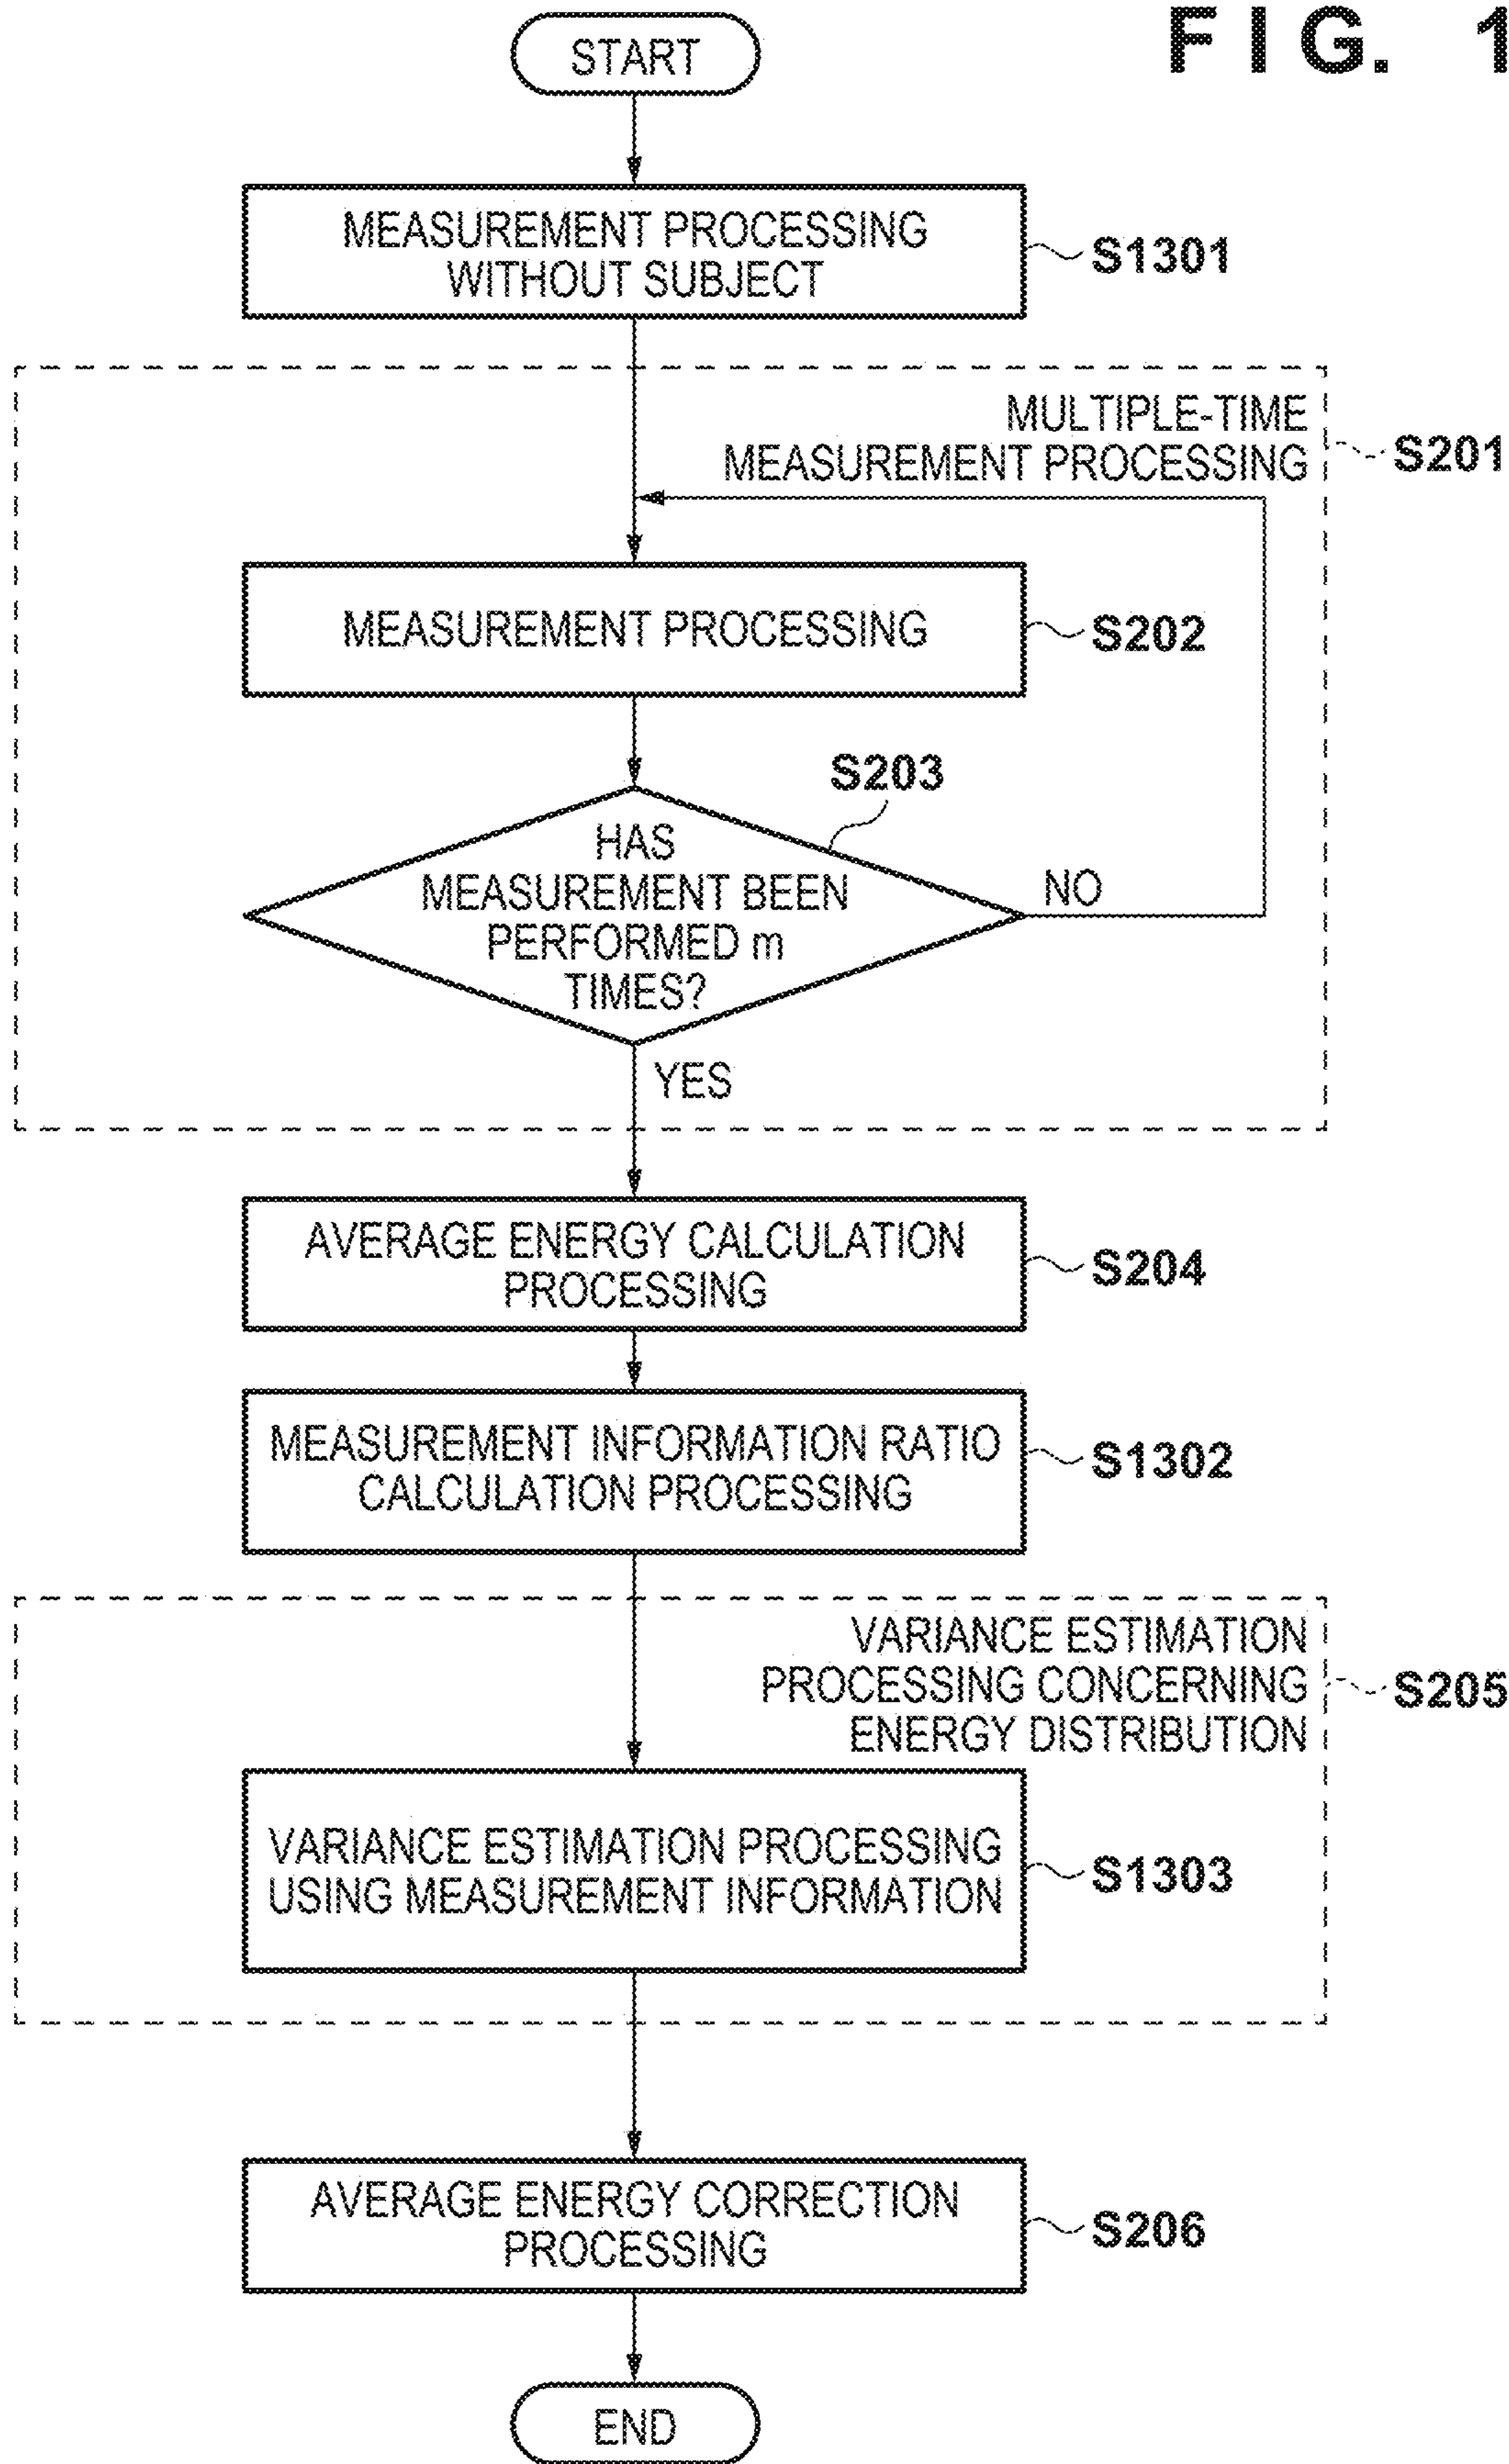 FIG. 1
START
MEASUREMENT PROCESSING
WITHOUT SUBJECT
S1301
MULTIPLE-TIME
MEASUREMENT PROCESSING
S201
MEASUREMENT PROCESSING
S202
S203
HAS
MEASUREMENT BEEN
PERFORMED m
TIMES?
NO
YES
AVERAGE ENERGY CALCULATION
PROCESSING
S204
MEASUREMENT INFORMATION RATIO
CALCULATION PROCESSING
S1302
VARIANCE ESTIMATION
PROCESSING CONCERNING
ENERGY DISTRIBUTION
S205
VARIANCE ESTIMATION PROCESSING
USING MEASUREMENT INFORMATION
S1303
AVERAGE ENERGY CORRECTION
PROCESSING
S206
END